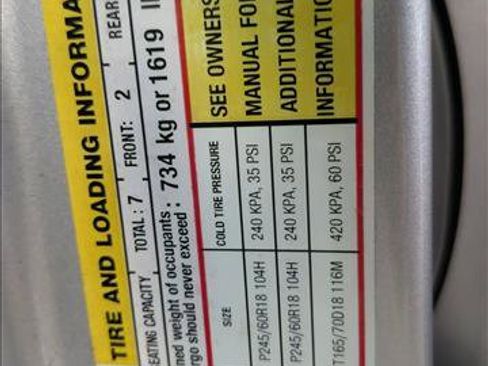 TIRE AND LOADING INFORMA
EATING CAPACITY TOTAL: 7 FRONT: 2 REAR
ned weight of occupants
rgo should never exceed : 734 kg or 1619
SIZE COLD TIRE PRESSURE SEE OWNERS
P245/60R18 104H 240 KPA, 35 PSI MANUAL FO
P245/60R18 104H 240 KPA, 35 PSI ADDITIONAL
T165/70D18 116M 420 KPA, 60 PSI INFORMATIO